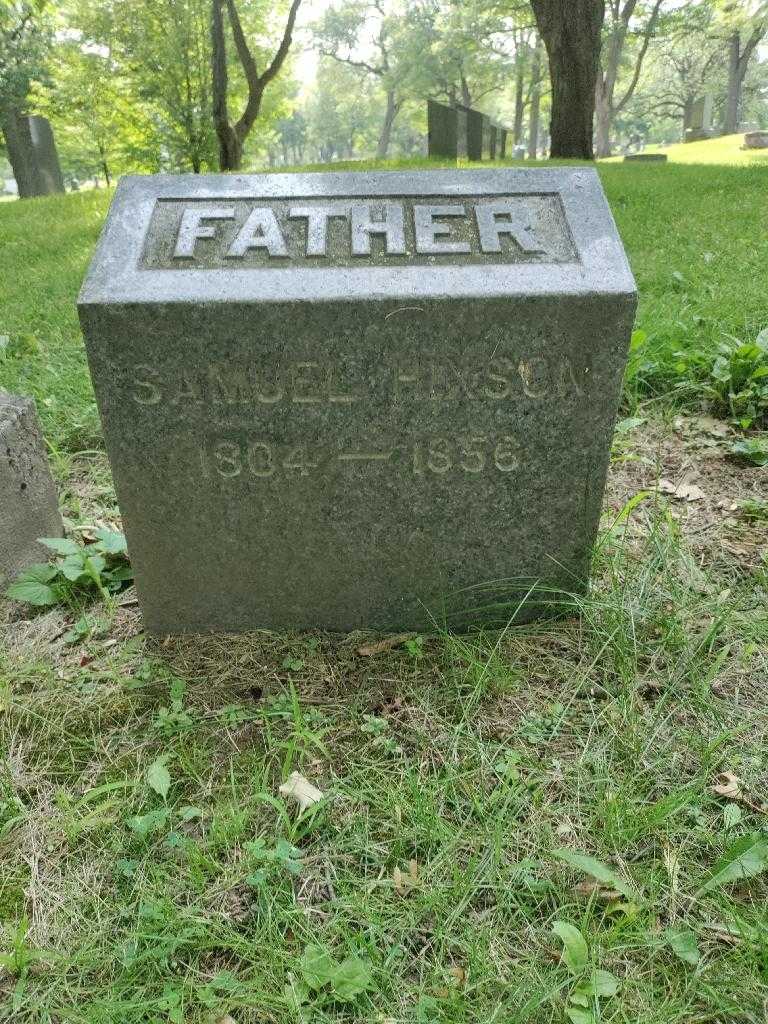 FATHER
SAMUEL HIXSON
1804 — 1856